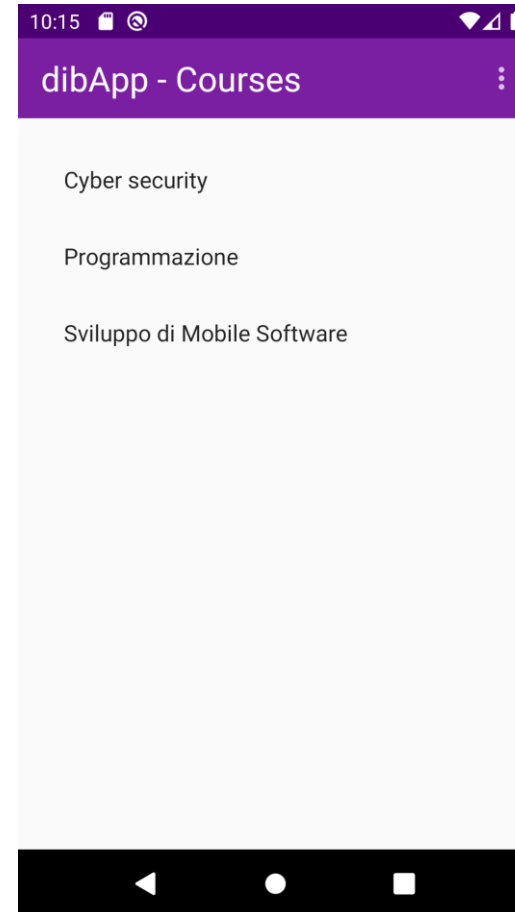 10:15
dibApp - Courses
Cyber security
Programmazione
Sviluppo di Mobile Software